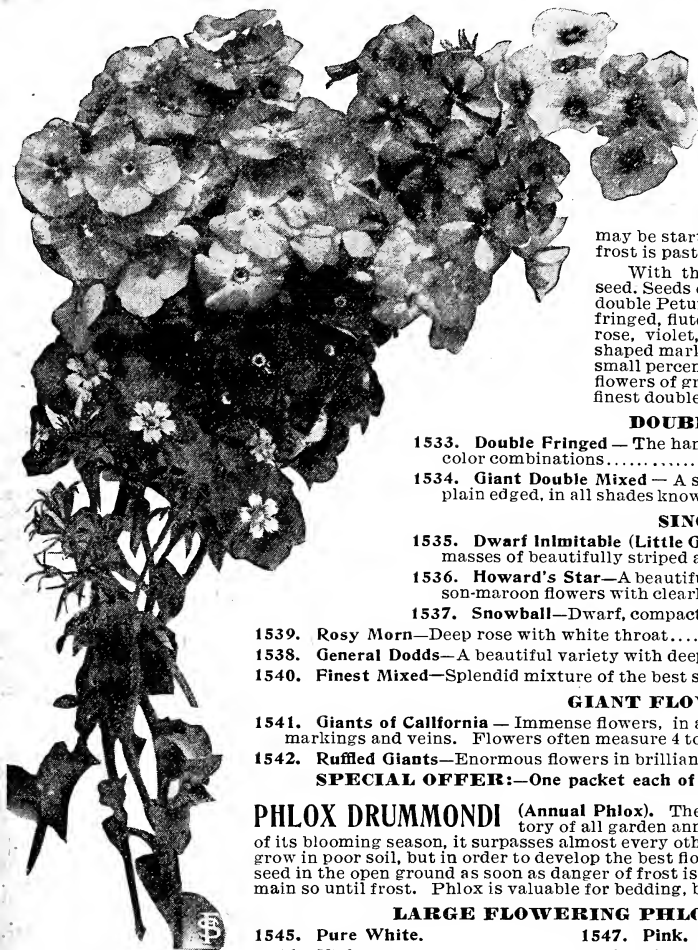 may be star
frost is past
With th
seed. Seeds
double Petu
fringed, flut
rose, violet,
shaped mar
small percen
flowers of gr
finest double
DOUB
1533. Double Fringed — The han
color combinations............
1534. Giant Double Mixed — A s
plain edged, in all shades know
SIN
1535. Dwarf Inimitable (Little G
masses of beautifully striped a
1536. Howard's Star—A beautifu
son-maroon flowers with clearl
1537. Snowball—Dwarf, compact
1539. Rosy Morn—Deep rose with white throat....
1538. General Dodds—A beautiful variety with deep
1540. Finest Mixed—Splendid mixture of the best s
GIANT FLO
1541. Giants of California — Immense flowers, in a
markings and veins. Flowers often measure 4 to
1542. Ruffled Giants—Enormous flowers in brillian
SPECIAL OFFER:—One packet each of
PHLOX DRUMMONDI (Annual Phlox). The
tory of all garden ann
of its blooming season, it surpasses almost every oth
grow in poor soil, but in order to develop the best flo
seed in the open ground as soon as danger of frost is
main so until frost. Phlox is valuable for bedding, b
LARGE FLOWERING PHLO
1545. Pure White. 1547. Pink.